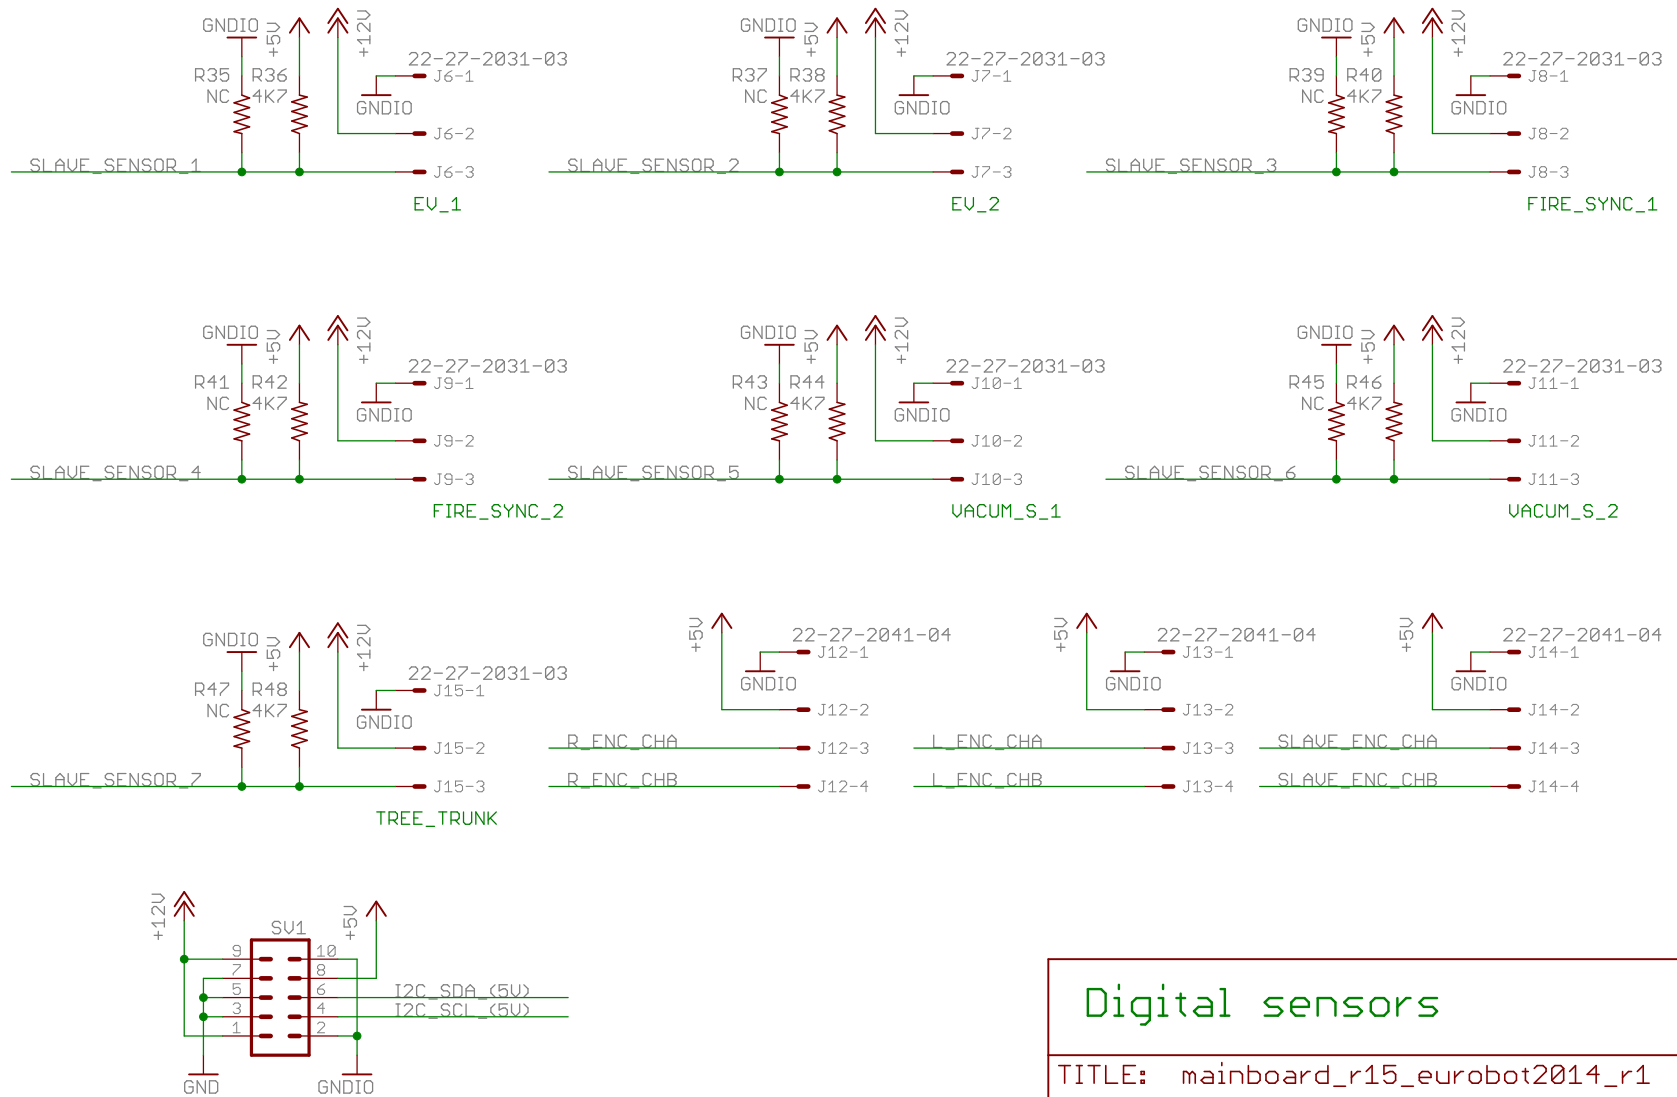 GNDIO +5V +12V
22-27-2031-03
R35 R36 J6-1
NC 4K7 GNDIO
J6-2
SLAVE_SENSOR_1 J6-3
EV_1
GNDIO +5V +12V
22-27-2031-03
R37 R38 J7-1
NC 4K7 GNDIO
J7-2
SLAVE_SENSOR_2 J7-3
EV_2
GNDIO +5V +12V
22-27-2031-03
R39 R40 J8-1
NC 4K7 GNDIO
J8-2
SLAVE_SENSOR_3 J8-3
FIRE_SYNC_1
GNDIO +5V +12V
22-27-2031-03
R41 R42 J9-1
NC 4K7 GNDIO
J9-2
SLAVE_SENSOR_4 J9-3
FIRE_SYNC_2
GNDIO +5V +12V
22-27-2031-03
R43 R44 J10-1
NC 4K7 GNDIO
J10-2
SLAVE_SENSOR_5 J10-3
VACUM_S_1
GNDIO +5V +12V
22-27-2031-03
R45 R46 J11-1
NC 4K7 GNDIO
J11-2
SLAVE_SENSOR_6 J11-3
VACUM_S_2
GNDIO +5V +12V
22-27-2031-03
R47 R48 J15-1
NC 4K7 GNDIO
J15-2
SLAVE_SENSOR_7 J15-3
TREE_TRUNK
+5V 22-27-2041-04
J12-1
GNDIO
J12-2
R_ENC_CHA J12-3
R_ENC_CHB J12-4
+5V 22-27-2041-04
J13-1
GNDIO
J13-2
L_ENC_CHA J13-3
L_ENC_CHB J13-4
+5V 22-27-2041-04
J14-1
GNDIO
J14-2
SLAVE_ENC_CHA J14-3
SLAVE_ENC_CHB J14-4
+12V SV1 +5V
9 10
7 8
5 6 I2C_SDA_(5V)
3 4 I2C_SCL_(5V)
1 2
GND GNDIO
Digital sensors
TITLE: mainboard_r15_eurobot2014_r1